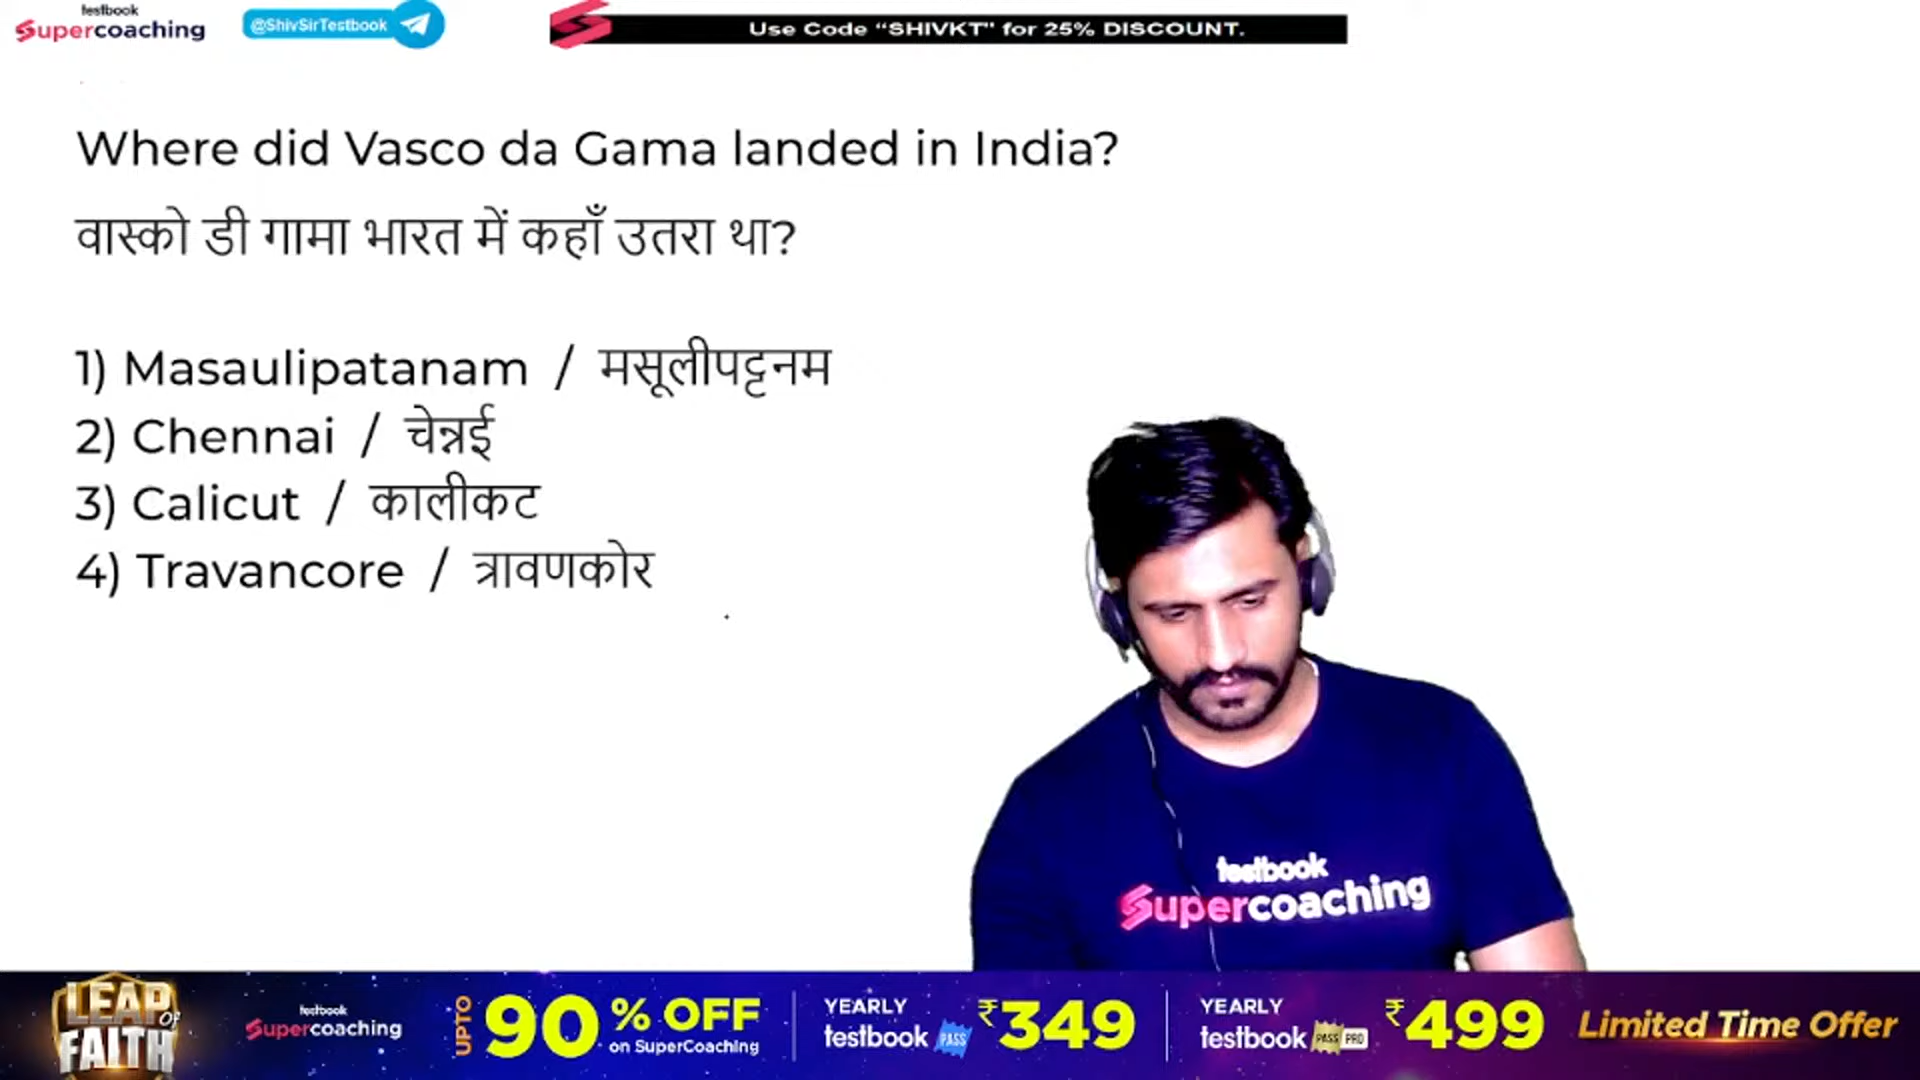 testbook
Supercoaching
@ShivSirTestbook
Use Code “SHIVKT" for 25% DISCOUNT.
Where did Vasco da Gama landed in India?
वास्को डी गामा भारत में कहाँ उतरा था?
1) Masaulipatanam / मसूलीपट्टनम
2) Chennai / चेन्नई
3) Calicut / कालीकट
4) Travancore / त्रावणकोर
testbook
Supercoaching
LEAP OF FAITH
testbook
Supercoaching
UPTO 90% OFF
on SuperCoaching
YEARLY
testbook PASS
₹349
YEARLY
testbook PASS PRO
₹499
Limited Time Offer